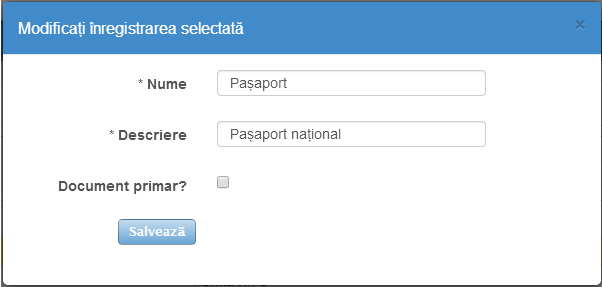 Modificați înregistrarea selectată ×
* Nume Pașaport
* Descriere Pașaport național
Document primar?
Salvează